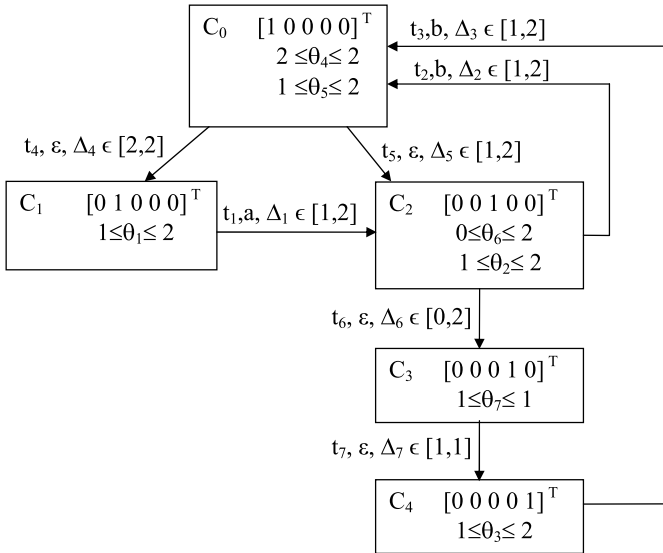 C₀ [1 0 0 0 0]ᵀ
2 ≤θ₄≤ 2
1 ≤θ₅≤ 2
t₃,b, Δ₃ ϵ [1,2]
t₂,b, Δ₂ ϵ [1,2]
t₄, ε, Δ₄ ϵ [2,2]
t₅, ε, Δ₅ ϵ [1,2]
C₁ [0 1 0 0 0]ᵀ
1≤θ₁≤ 2
t₁,a, Δ₁ ϵ [1,2]
C₂ [0 0 1 0 0]ᵀ
0≤θ₆≤ 2
1 ≤θ₂≤ 2
t₆, ε, Δ₆ ϵ [0,2]
C₃ [0 0 0 1 0]ᵀ
1≤θ₇≤ 1
t₇, ε, Δ₇ ϵ [1,1]
C₄ [0 0 0 0 1]ᵀ
1≤θ₃≤ 2